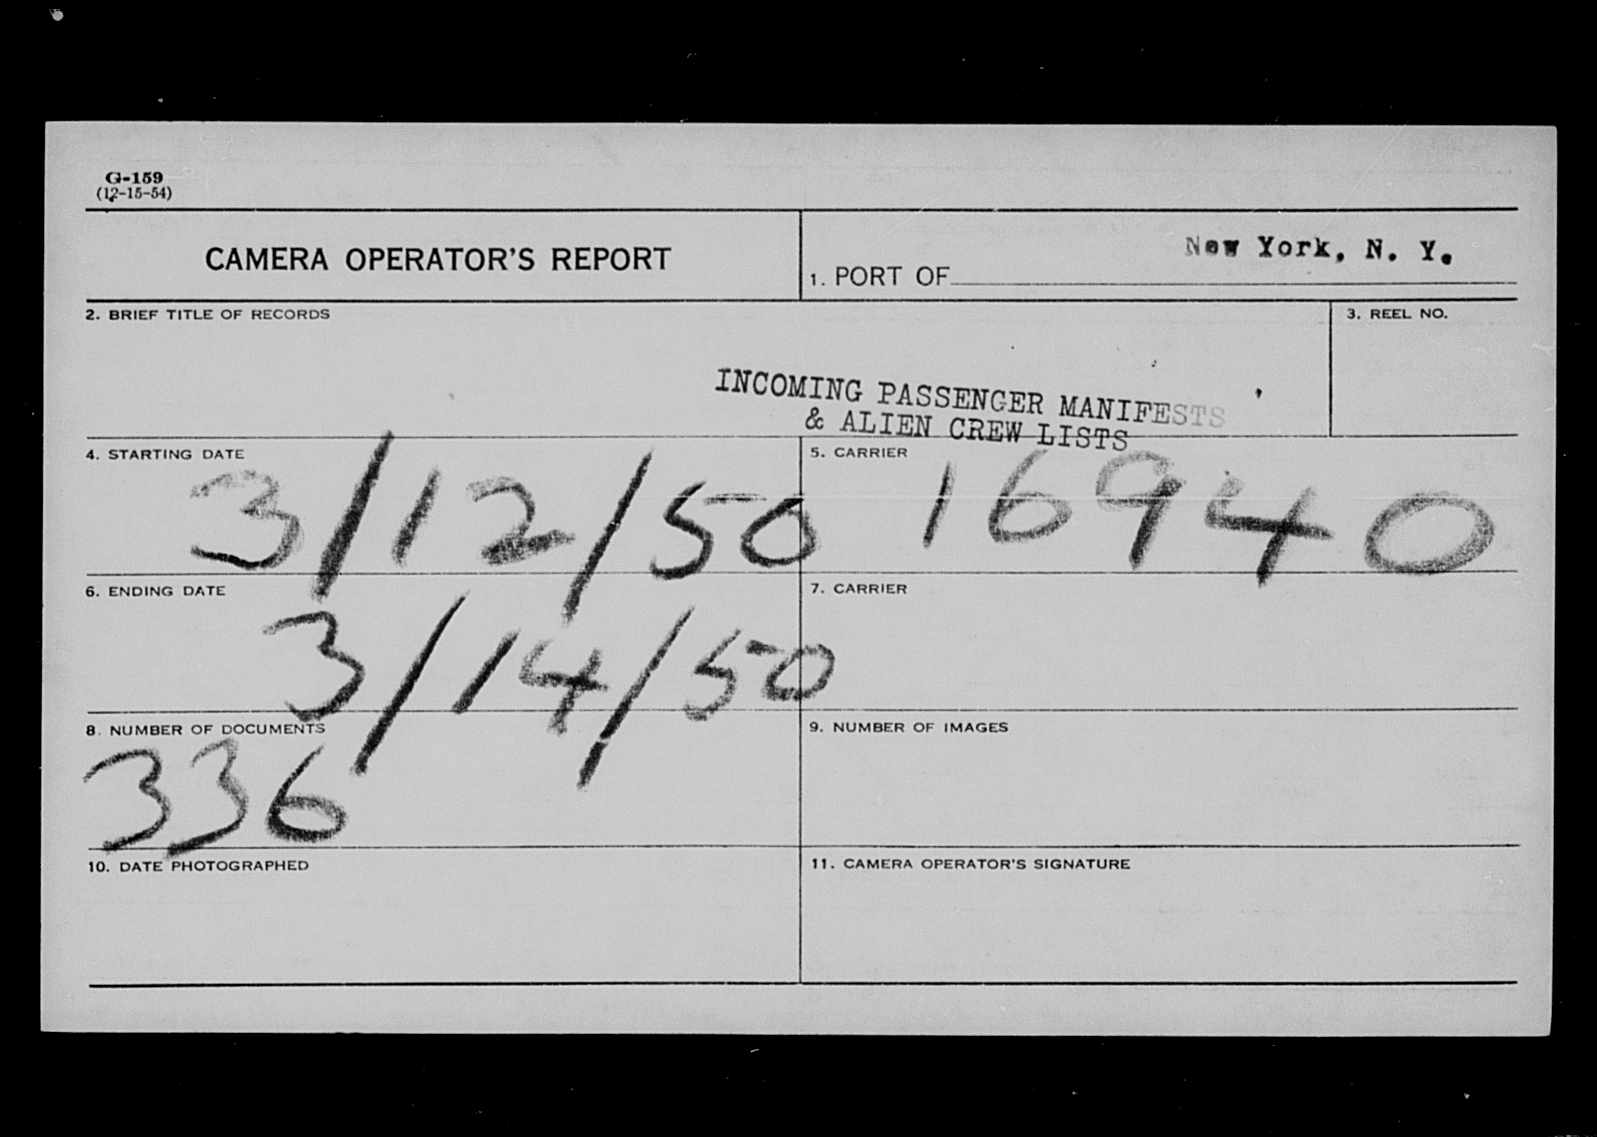 G-159
(12-15-54)
CAMERA OPERATOR'S REPORT
1. PORT OF New York, N. Y.
2. BRIEF TITLE OF RECORDS
3. REEL NO.
INCOMING PASSENGER MANIFESTS
& ALIEN CREW LISTS
4. STARTING DATE
3/12/50
5. CARRIER
16940
6. ENDING DATE
3/14/50
7. CARRIER
8. NUMBER OF DOCUMENTS
336
9. NUMBER OF IMAGES
10. DATE PHOTOGRAPHED
11. CAMERA OPERATOR'S SIGNATURE